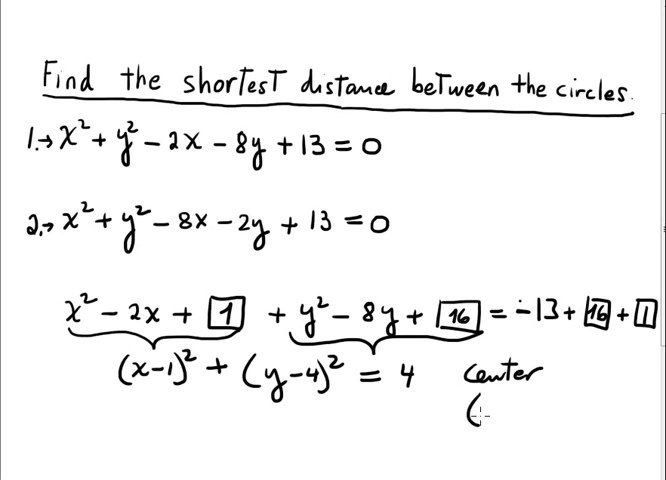 Find the shortest distance between the circles.
1.→ x² + y² − 2x − 8y + 13 = 0
2.→ x² + y² − 8x − 2y + 13 = 0
x² − 2x + 1 + y² − 8y + 16 = −13 + 16 + 1
(x−1)² + (y−4)² = 4 center
(